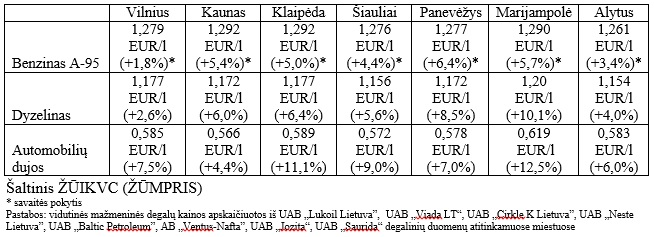 Vilnius Kaunas Klaipėda Šiauliai Panevėžys Marijampolė Alytus
1,279 1,292 1,292 1,276 1,277 1,290 1,261
EUR/l EUR/l EUR/l EUR/l EUR/l EUR/l EUR/l
Benzinas A-95 (+1,8%)* (+5,4%)* (+5,0%)* (+4,4%)* (+6,4%)* (+5,7%)* (+3,4%)*
1,177 1,172 1,177 1,156 1,172 1,20 1,154
EUR/l EUR/l EUR/l EUR/l EUR/l EUR/l EUR/l
Dyzelinas (+2,6%) (+6,0%) (+6,4%) (+5,6%) (+8,5%) (+10,1%) (+4,0%)
0,585 0,566 0,589 0,572 0,578 0,619 0,583
Automobilių EUR/l EUR/l EUR/l EUR/l EUR/l EUR/l EUR/l
dujos (+7,5%) (+4,4%) (+11,1%) (+9,0%) (+7,0%) (+12,5%) (+6,0%)
Šaltinis ŽŪIKVC (ŽŪMPRIS)
* savaitės pokytis
Pastabos: vidutinės mažmeninės degalų kainos apskaičiuotos iš UAB „Lukoil Lietuva”, UAB „Viada LT“, UAB „Cirkle K Lietuva”, UAB „Neste
Lietuva”, UAB „Baltic Petroleum”, AB „Ventus-Nafta”, UAB „Jozita”, UAB „Saurida” degalinių duomenų atitinkamuose miestuose